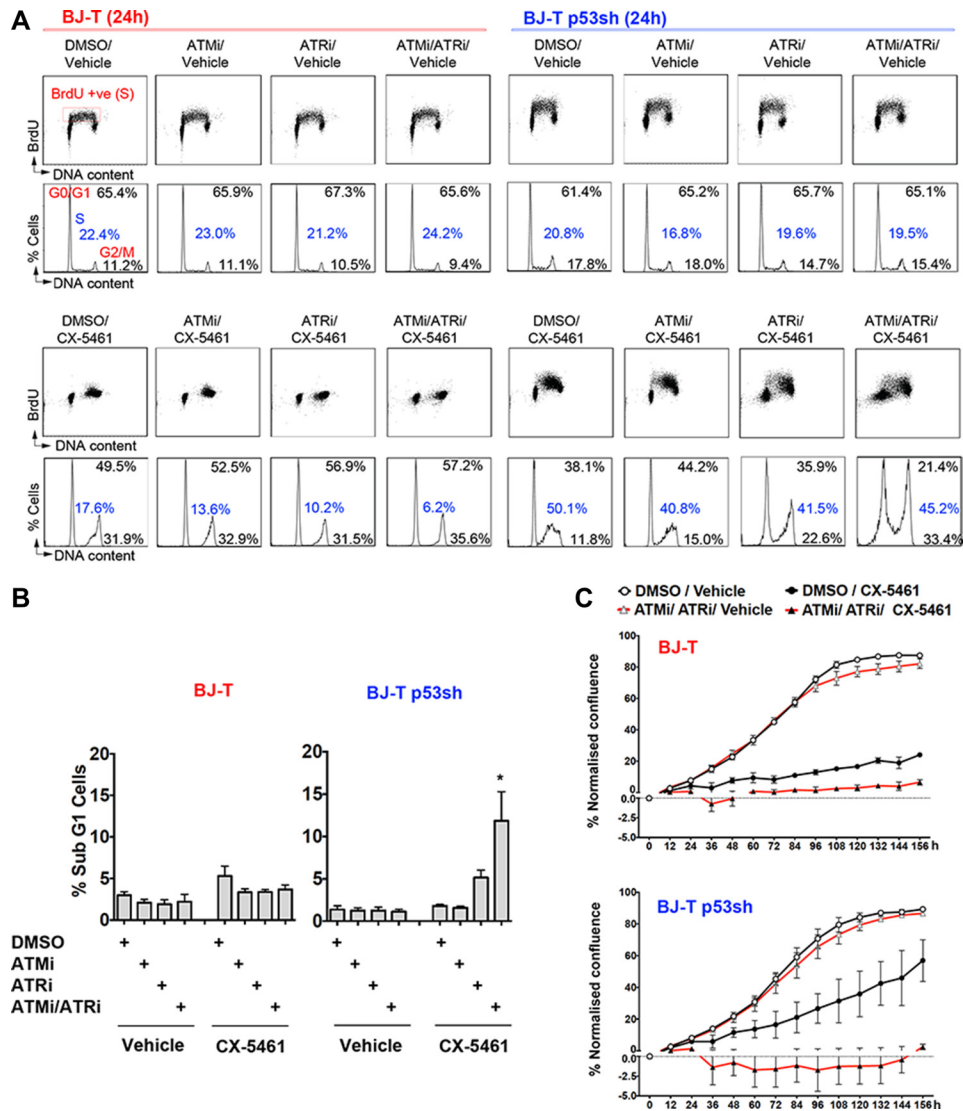 A
BJ-T (24h)
BJ-T p53sh (24h)
DMSO/ Vehicle
ATMi/ Vehicle
ATRi/ Vehicle
ATMi/ATRi/ Vehicle
DMSO/ Vehicle
ATMi/ Vehicle
ATRi/ Vehicle
ATMi/ATRi/ Vehicle
BrdU +ve (S)
BrdU
DNA content
G0/G1 65.4%
S
22.4%
G2/M
11.2%
65.9%
23.0%
11.1%
67.3%
21.2%
10.5%
65.6%
24.2%
9.4%
61.4%
20.8%
17.8%
65.2%
16.8%
18.0%
65.7%
19.6%
14.7%
65.1%
19.5%
15.4%
% Cells
DNA content
DMSO/ CX-5461
ATMi/ CX-5461
ATRi/ CX-5461
ATMi/ATRi/ CX-5461
DMSO/ CX-5461
ATMi/ CX-5461
ATRi/ CX-5461
ATMi/ATRi/ CX-5461
BrdU
DNA content
49.5%
17.6%
31.9%
52.5%
13.6%
32.9%
56.9%
10.2%
31.5%
57.2%
6.2%
35.6%
38.1%
50.1%
11.8%
44.2%
40.8%
15.0%
35.9%
41.5%
22.6%
21.4%
45.2%
33.4%
% Cells
DNA content
B
BJ-T
BJ-T p53sh
% Sub G1 Cells
20
15
10
5
0
20
15
10
5
0
*
DMSO + + + +
ATMi + + + +
ATRi + + + +
ATMi/ATRi + + + +
Vehicle CX-5461 Vehicle CX-5461
C
DMSO / Vehicle
DMSO / CX-5461
ATMi/ ATRi/ Vehicle
ATMi/ ATRi/ CX-5461
BJ-T
% Normalised confluence
100
80
60
40
20
0
0.0
-2.5
-5.0
0 12 24 36 48 60 72 84 96 108 120 132 144 156 h
BJ-T p53sh
% Normalised confluence
100
80
60
40
20
0
0.0
-2.5
-5.0
0 12 24 36 48 60 72 84 96 108 120 132 144 156 h